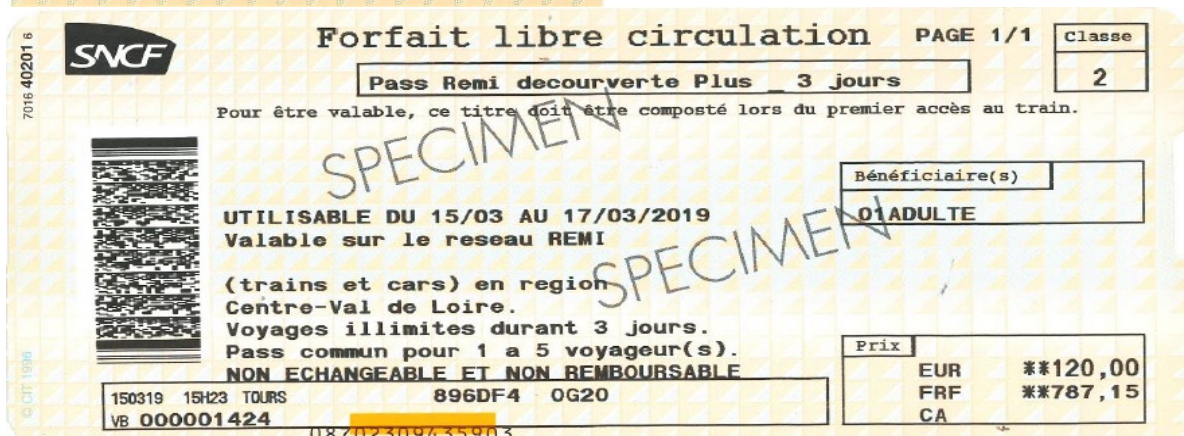 SNCF
Forfait libre circulation PAGE 1/1 Classe
Pass Remi decourverte Plus _ 3 jours 2
Pour être valable, ce titre doit être composté lors du premier accès au train.
7016 402016
SPECIMEN
Bénéficiaire(s)
UTILISABLE DU 15/03 AU 17/03/2019 01ADULTE
Valable sur le reseau REMI
SPECIMEN
(trains et cars) en region
Centre-Val de Loire.
Voyages illimites durant 3 jours.
Pass commun pour 1 a 5 voyageur(s).
NON ECHANGEABLE ET NON REMBOURSABLE
Prix
EUR **120,00
FRF **787,15
CA
© CIT 1996
150319 15H23 TOURS 896DF4 0G20
VB 000001424